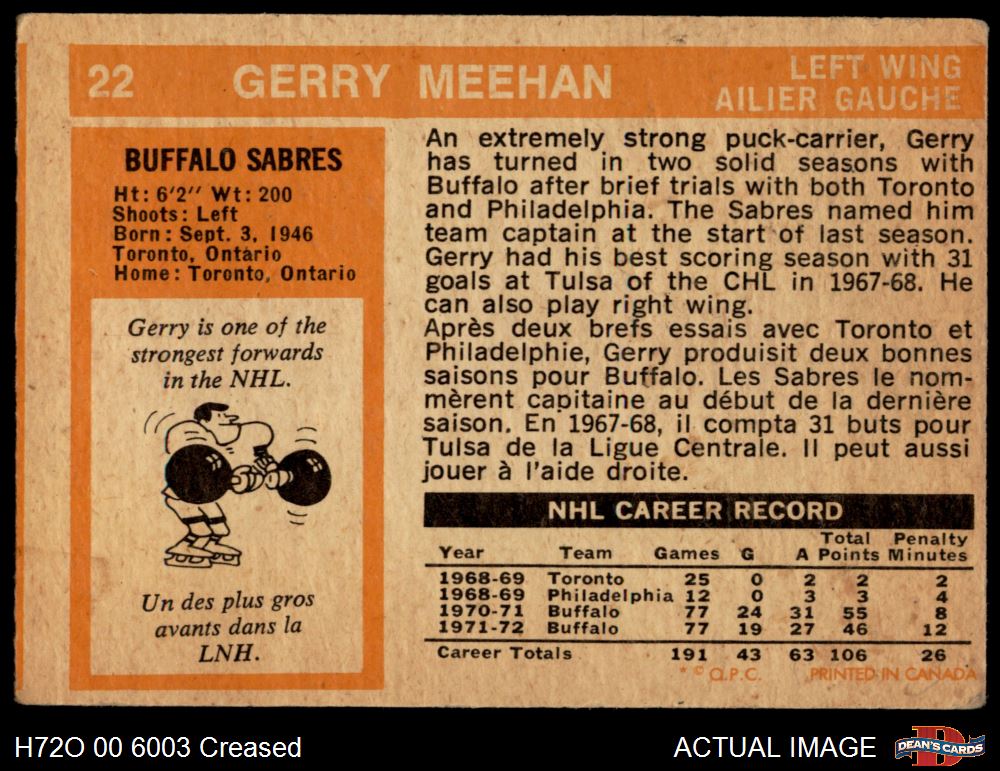 22 GERRY MEEHAN LEFT WING
AILIER GAUCHE
BUFFALO SABRES
Ht: 6'2" Wt: 200
Shoots: Left
Born: Sept. 3, 1946
Toronto, Ontario
Home: Toronto, Ontario
Gerry is one of the
strongest forwards
in the NHL.
Un des plus gros
avants dans la
LNH.
An extremely strong puck-carrier, Gerry
has turned in two solid seasons with
Buffalo after brief trials with both Toronto
and Philadelphia. The Sabres named him
team captain at the start of last season.
Gerry had his best scoring season with 31
goals at Tulsa of the CHL in 1967-68. He
can also play right wing.
Après deux brefs essais avec Toronto et
Philadelphie, Gerry produisit deux bonnes
saisons pour Buffalo. Les Sabres le nom-
mèrent capitaine au début de la dernière
saison. En 1967-68, il compta 31 buts pour
Tulsa de la Ligue Centrale. Il peut aussi
jouer à l'aide droite.
NHL CAREER RECORD
Year Team Games G A Total Points Penalty Minutes
1968-69 Toronto 25 0 2 2 2
1968-69 Philadelphia 12 0 3 3 4
1970-71 Buffalo 77 24 31 55 8
1971-72 Buffalo 77 19 27 46 12
Career Totals 191 43 63 106 26
* © O.P.C. PRINTED IN CANADA
H72O 00 6003 Creased ACTUAL IMAGE D DEAN'S CARDS